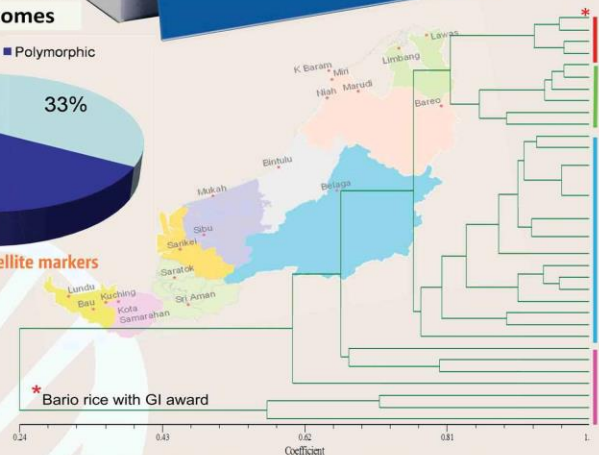 omes
Polymorphic
33%
ellite markers
*
Lawas
Limbang
K Baram
Miri
Niah
Marudi
Bareo
Bintulu
Belaga
Mukah
Sibu
Sarikei
Saratok
Sri Aman
Lundu
Kuching
Bau
Kota
Samarahan
* Bario rice with GI award
0.24
0.43
0.62
0.81
1.
Coefficient